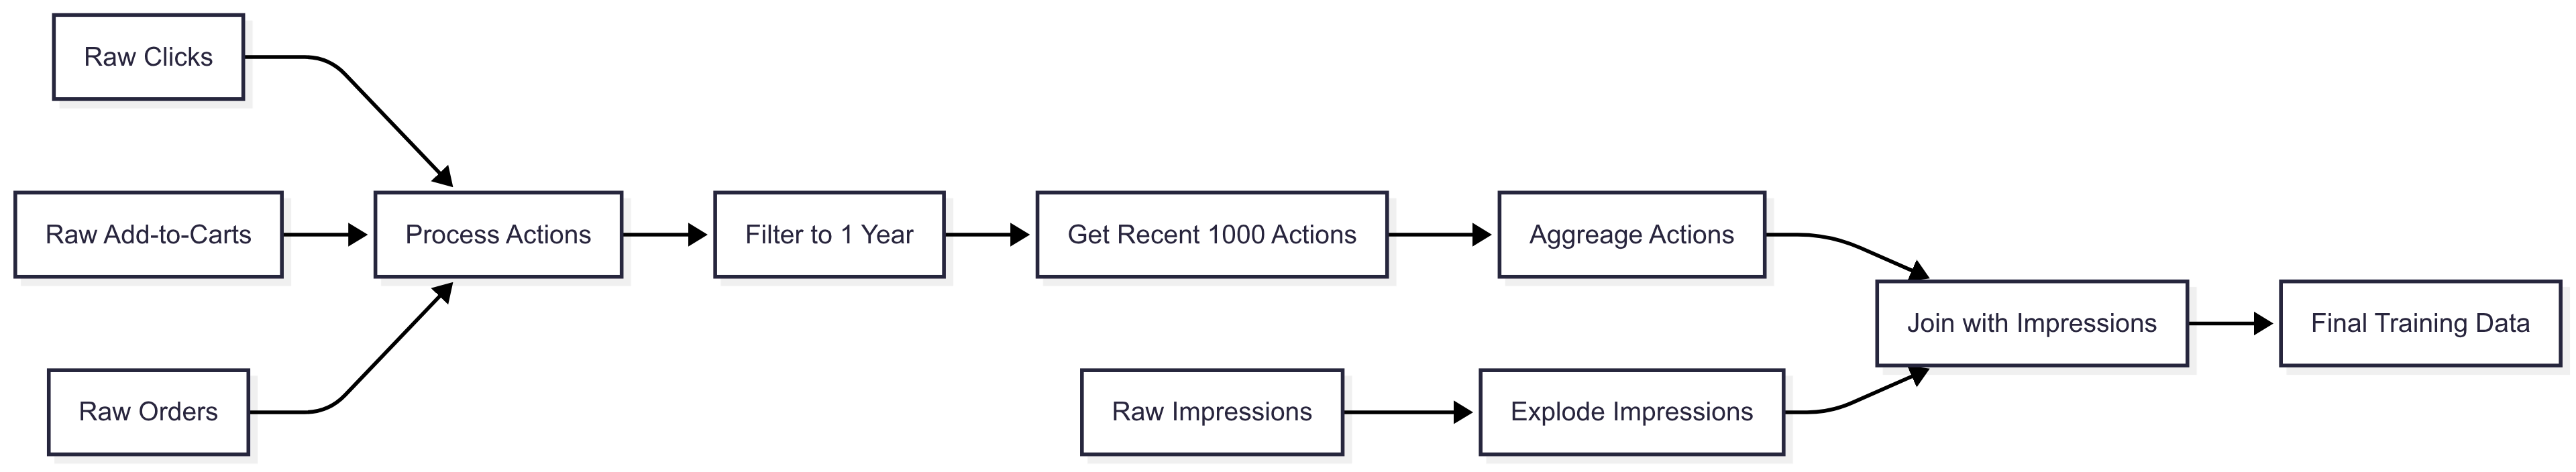 Raw Clicks
Raw Add-to-Carts
Process Actions
Filter to 1 Year
Get Recent 1000 Actions
Aggreage Actions
Join with Impressions
Final Training Data
Raw Orders
Raw Impressions
Explode Impressions